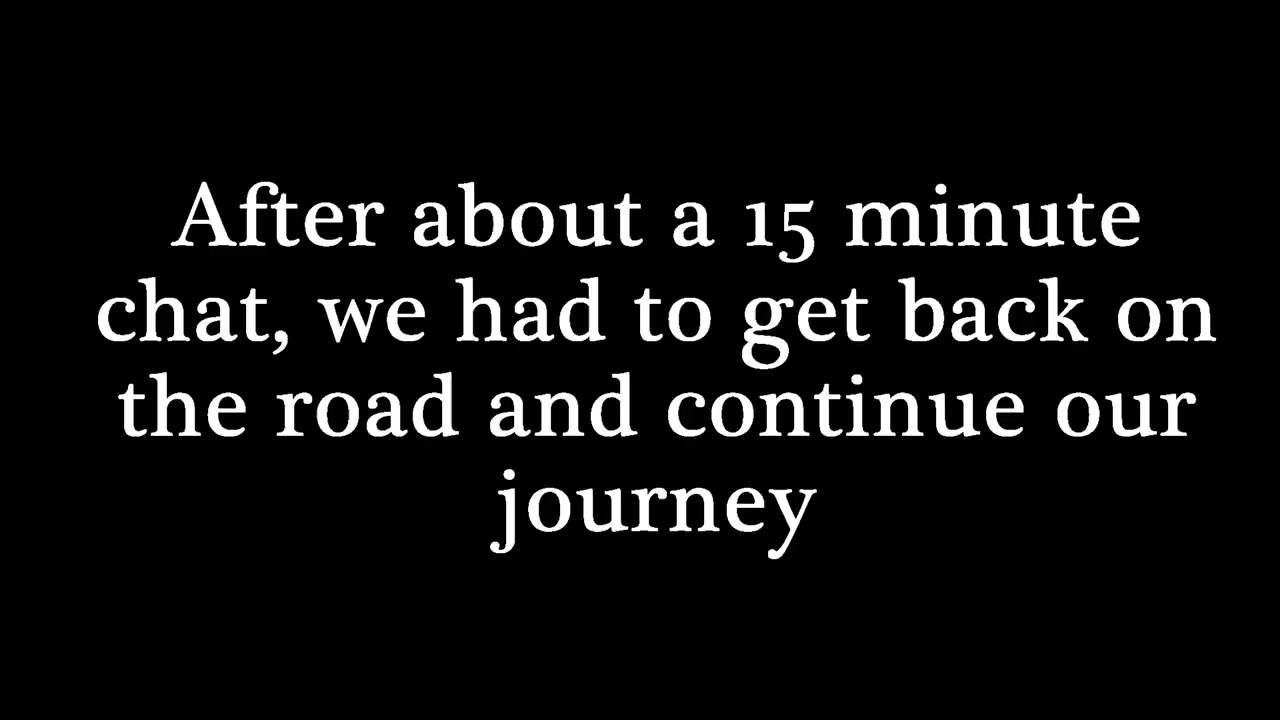 After about a 15 minute
chat, we had to get back on
the road and continue our
journey